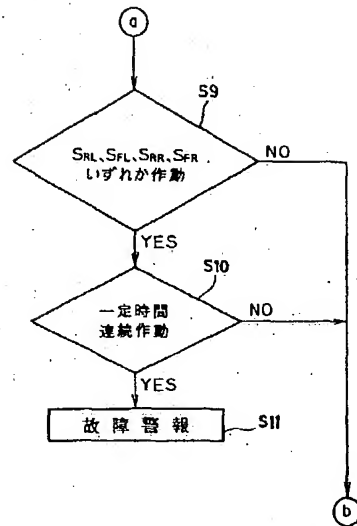 a
S9
SRL、SFL、SRR、SFR
いずれか作動
NO
YES
S10
一定時間
連続作動
NO
YES
故障警報
S11
b